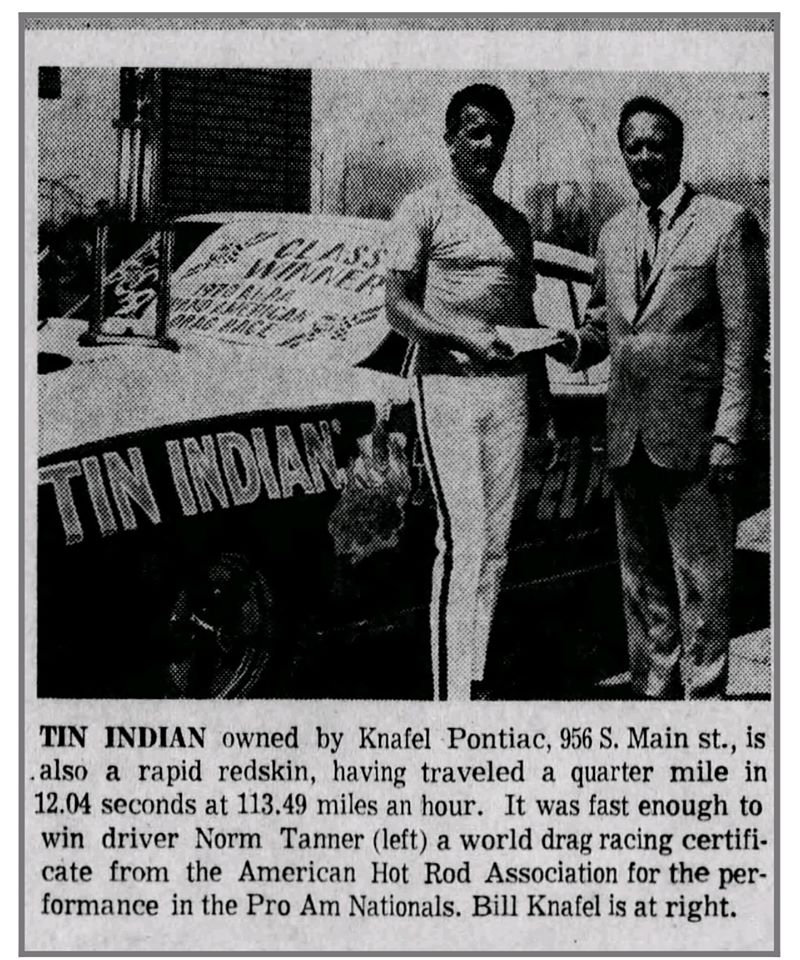 CLASS
WINNER
1970 A.H.R.A.
GRAND AMERICAN
DRAG RACE
TIN INDIAN
TIN INDIAN owned by Knafel Pontiac, 956 S. Main st., is
also a rapid redskin, having traveled a quarter mile in
12.04 seconds at 113.49 miles an hour. It was fast enough to
win driver Norm Tanner (left) a world drag racing certifi-
cate from the American Hot Rod Association for the per-
formance in the Pro Am Nationals. Bill Knafel is at right.